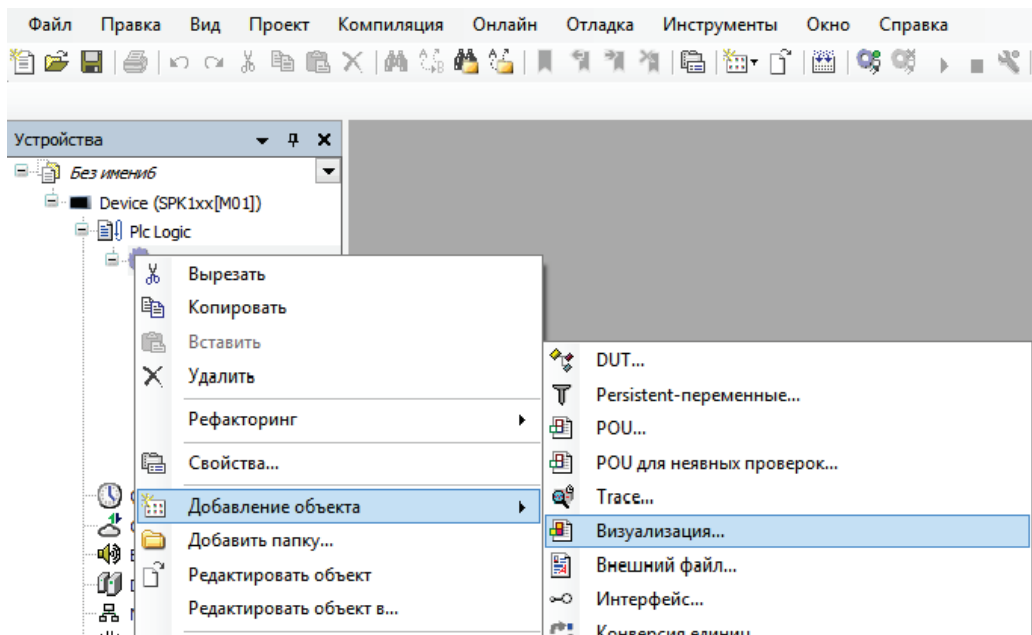 Файл Правка Вид Проект Компиляция Онлайн Отладка Инструменты Окно Справка
Устройства
Без имени6
Device (SPK1xx[M01])
Plc Logic
Вырезать
Копировать
Вставить
Удалить
Рефакторинг
Свойства...
Добавление объекта
Добавить папку...
Редактировать объект
Редактировать объект в...
DUT...
Persistent-переменные...
POU...
POU для неявных проверок...
Trace...
Визуализация...
Внешний файл...
Интерфейс...
Конверсия единиц